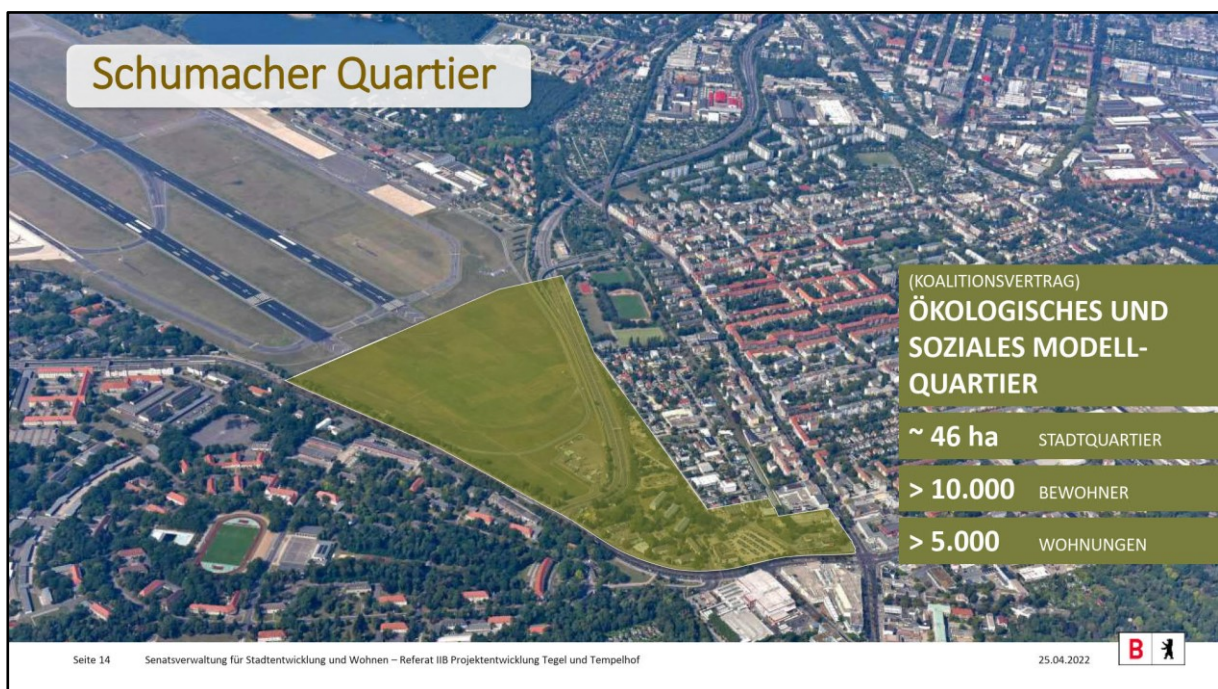 Schumacher Quartier
(KOALITIONSVERTRAG)
ÖKOLOGISCHES UND
SOZIALES MODELL-
QUARTIER
~ 46 ha STADTQUARTIER
> 10.000 BEWOHNER
> 5.000 WOHNUNGEN
Seite 14 Senatsverwaltung für Stadtentwicklung und Wohnen – Referat IIB Projektentwicklung Tegel und Tempelhof 25.04.2022 B